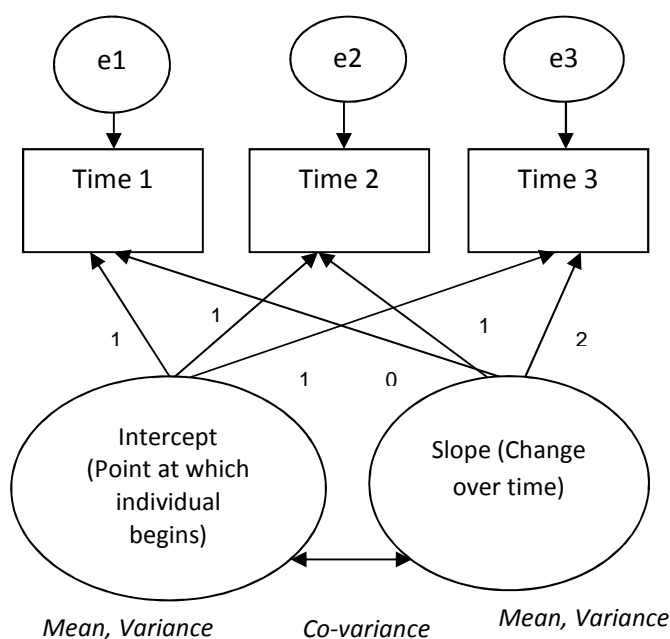 e1
e2
e3
Time 1
Time 2
Time 3
1
1
1
2
1
0
Intercept
(Point at which
individual
begins)
Slope (Change
over time)
Mean, Variance
Co-variance
Mean, Variance